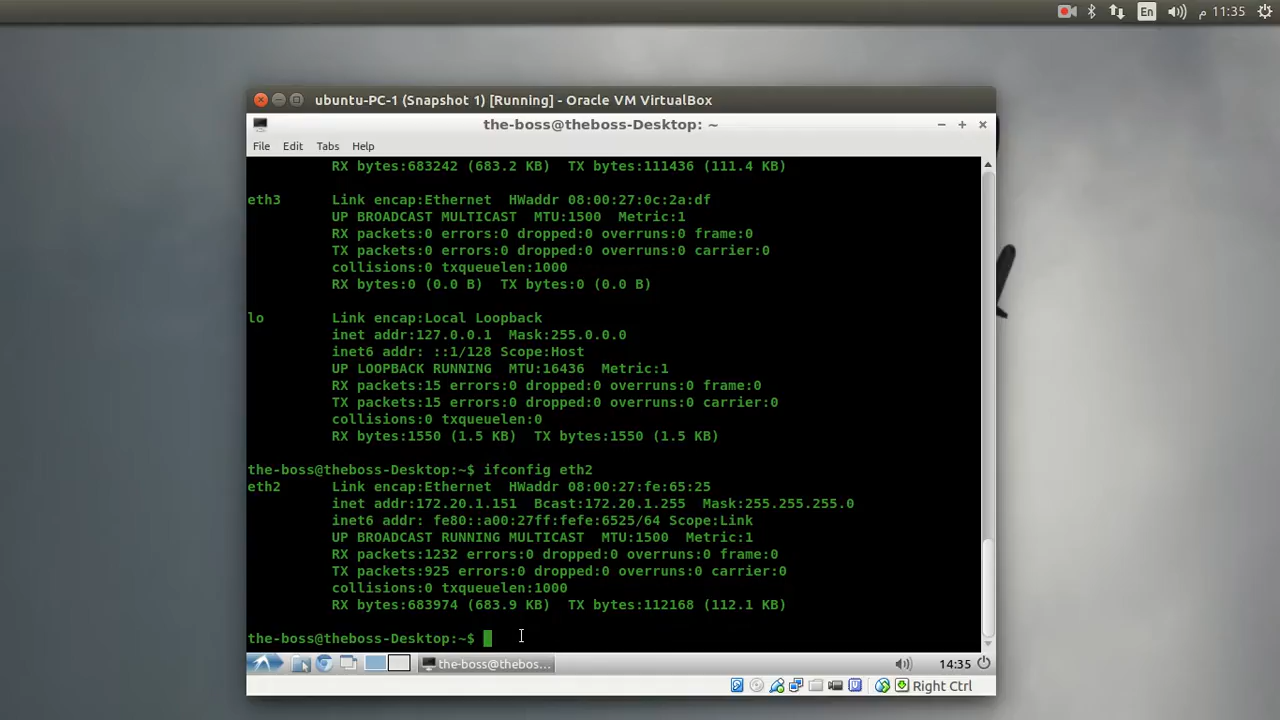 En
م 11:35
ubuntu-PC-1 (Snapshot 1) [Running] - Oracle VM VirtualBox
the-boss@theboss-Desktop: ~
File Edit Tabs Help
RX bytes:683242 (683.2 KB)  TX bytes:111436 (111.4 KB)
eth3 Link encap:Ethernet  HWaddr 08:00:27:0c:2a:df
UP BROADCAST MULTICAST  MTU:1500  Metric:1
RX packets:0 errors:0 dropped:0 overruns:0 frame:0
TX packets:0 errors:0 dropped:0 overruns:0 carrier:0
collisions:0 txqueuelen:1000
RX bytes:0 (0.0 B)  TX bytes:0 (0.0 B)
lo Link encap:Local Loopback
inet addr:127.0.0.1  Mask:255.0.0.0
inet6 addr: ::1/128 Scope:Host
UP LOOPBACK RUNNING  MTU:16436  Metric:1
RX packets:15 errors:0 dropped:0 overruns:0 frame:0
TX packets:15 errors:0 dropped:0 overruns:0 carrier:0
collisions:0 txqueuelen:0
RX bytes:1550 (1.5 KB)  TX bytes:1550 (1.5 KB)
the-boss@theboss-Desktop:~$ ifconfig eth2
eth2 Link encap:Ethernet  HWaddr 08:00:27:fe:65:25
inet addr:172.20.1.151  Bcast:172.20.1.255  Mask:255.255.255.0
inet6 addr: fe80::a00:27ff:fefe:6525/64 Scope:Link
UP BROADCAST RUNNING MULTICAST  MTU:1500  Metric:1
RX packets:1232 errors:0 dropped:0 overruns:0 frame:0
TX packets:925 errors:0 dropped:0 overruns:0 carrier:0
collisions:0 txqueuelen:1000
RX bytes:683974 (683.9 KB)  TX bytes:112168 (112.1 KB)
the-boss@theboss-Desktop:~$
the-boss@thebos...
14:35
Right Ctrl